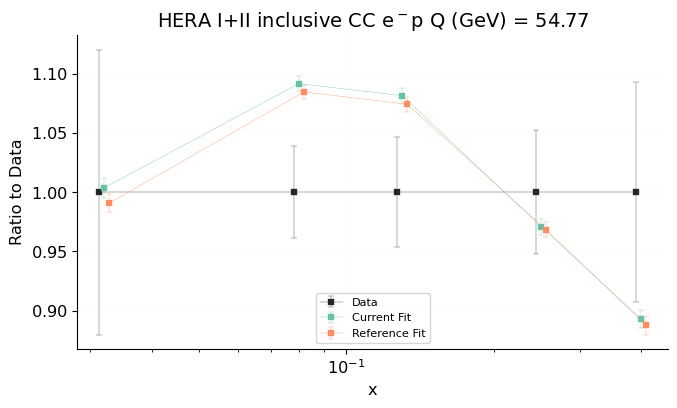 HERA I+II inclusive CC e⁻p Q (GeV) = 54.77
Ratio to Data
1.10
1.05
1.00
0.95
0.90
Data
Current Fit
Reference Fit
10⁻¹
x